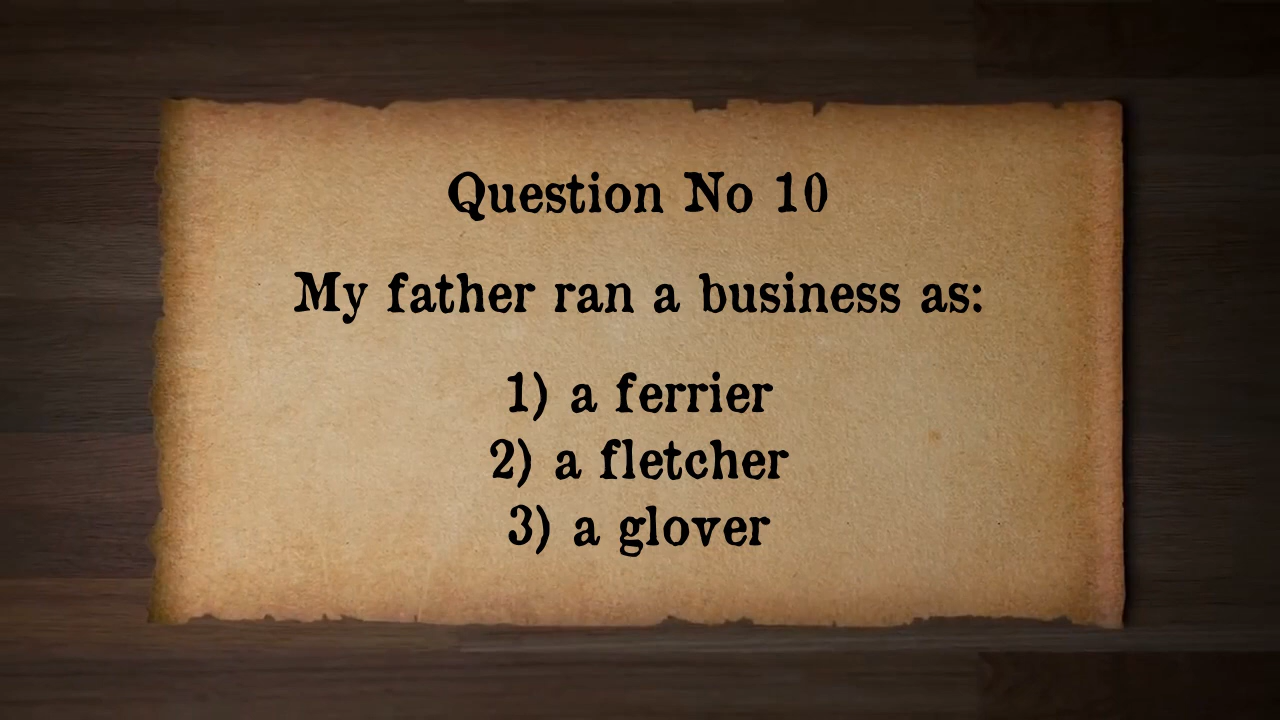 Question No 10
My father ran a business as:
1) a ferrier
2) a fletcher
3) a glover